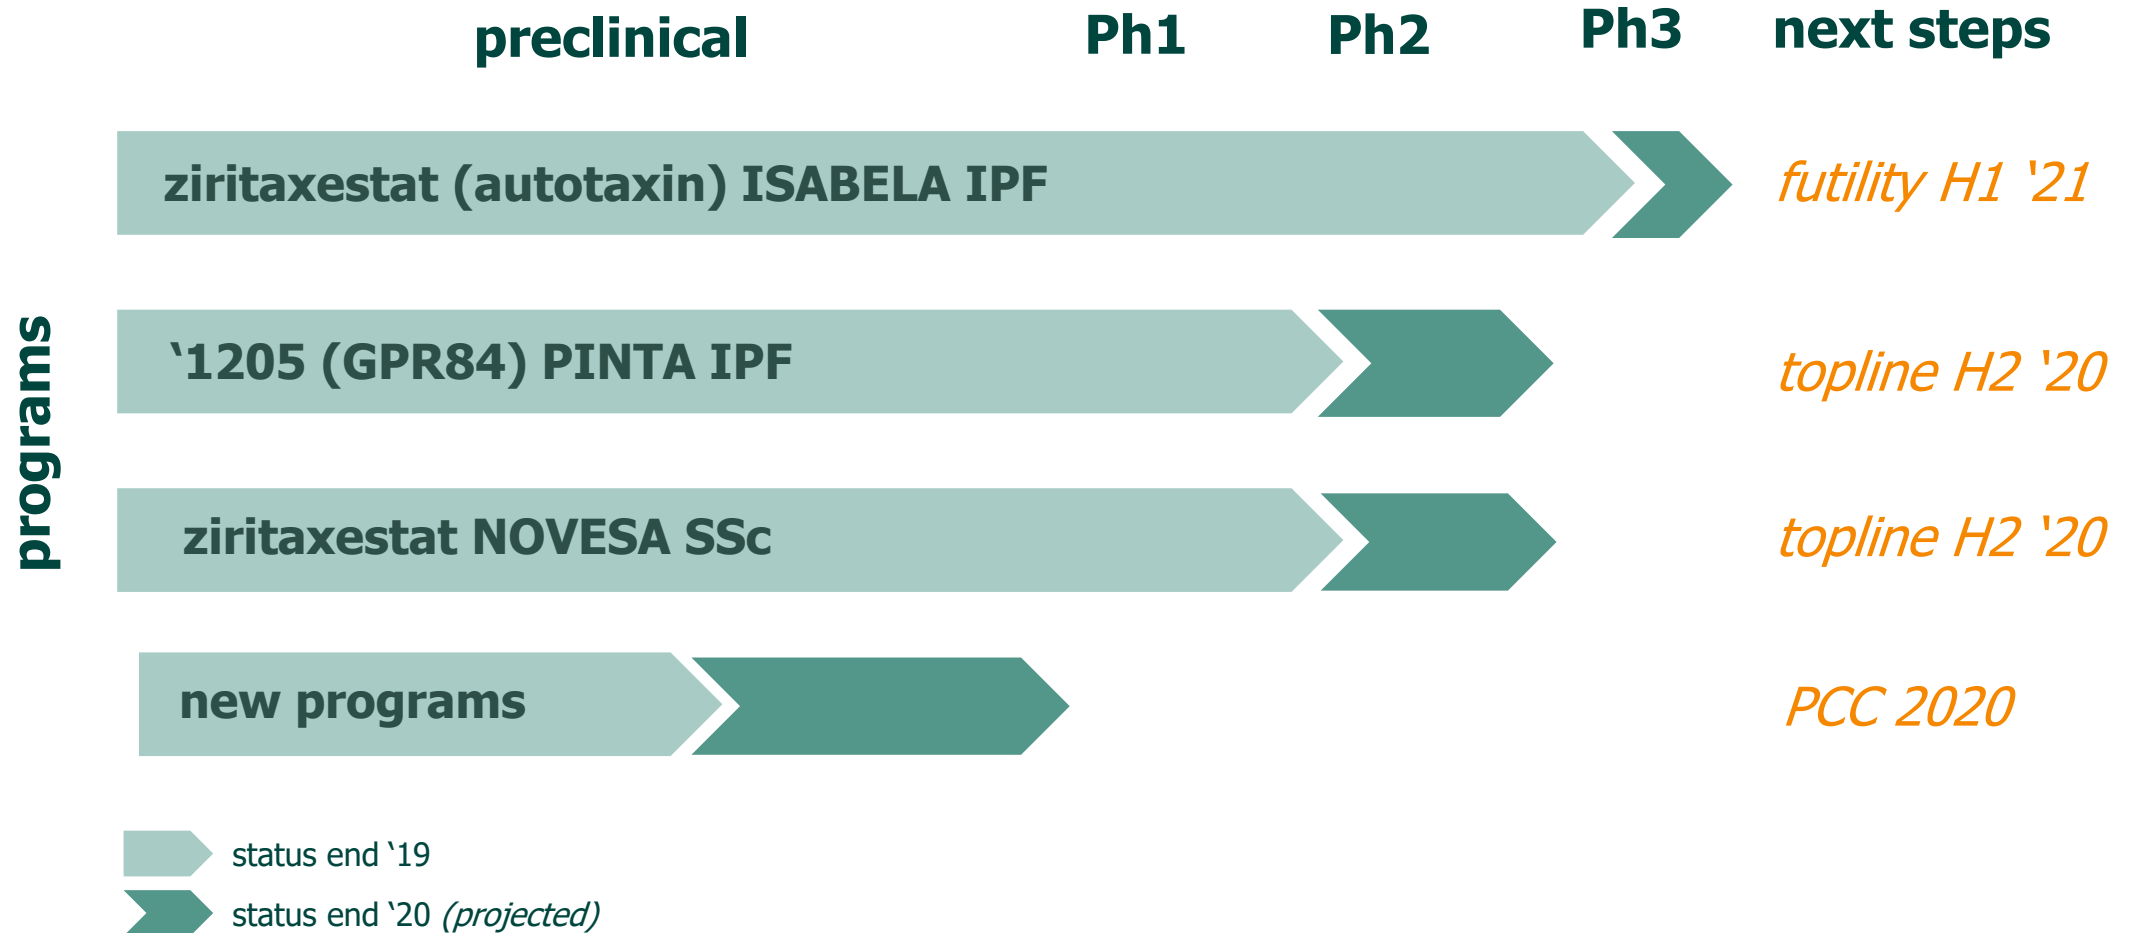 preclinical Ph1 Ph2 Ph3 next steps
programs
ziritaxestat (autotaxin) ISABELA IPF futility H1 ‘21
‘1205 (GPR84) PINTA IPF topline H2 ‘20
ziritaxestat NOVESA SSc topline H2 ‘20
new programs PCC 2020
status end ‘19
status end ‘20 (projected)